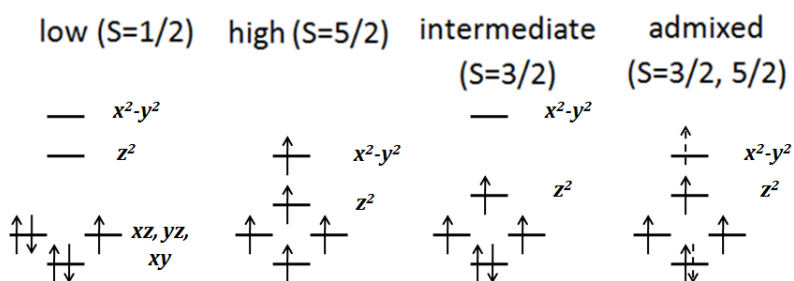 low (S=1/2) high (S=5/2) intermediate (S=3/2) admixed (S=3/2, 5/2)
x²-y²
z²
xz, yz,
xy
x²-y²
z²
x²-y²
z²
x²-y²
z²